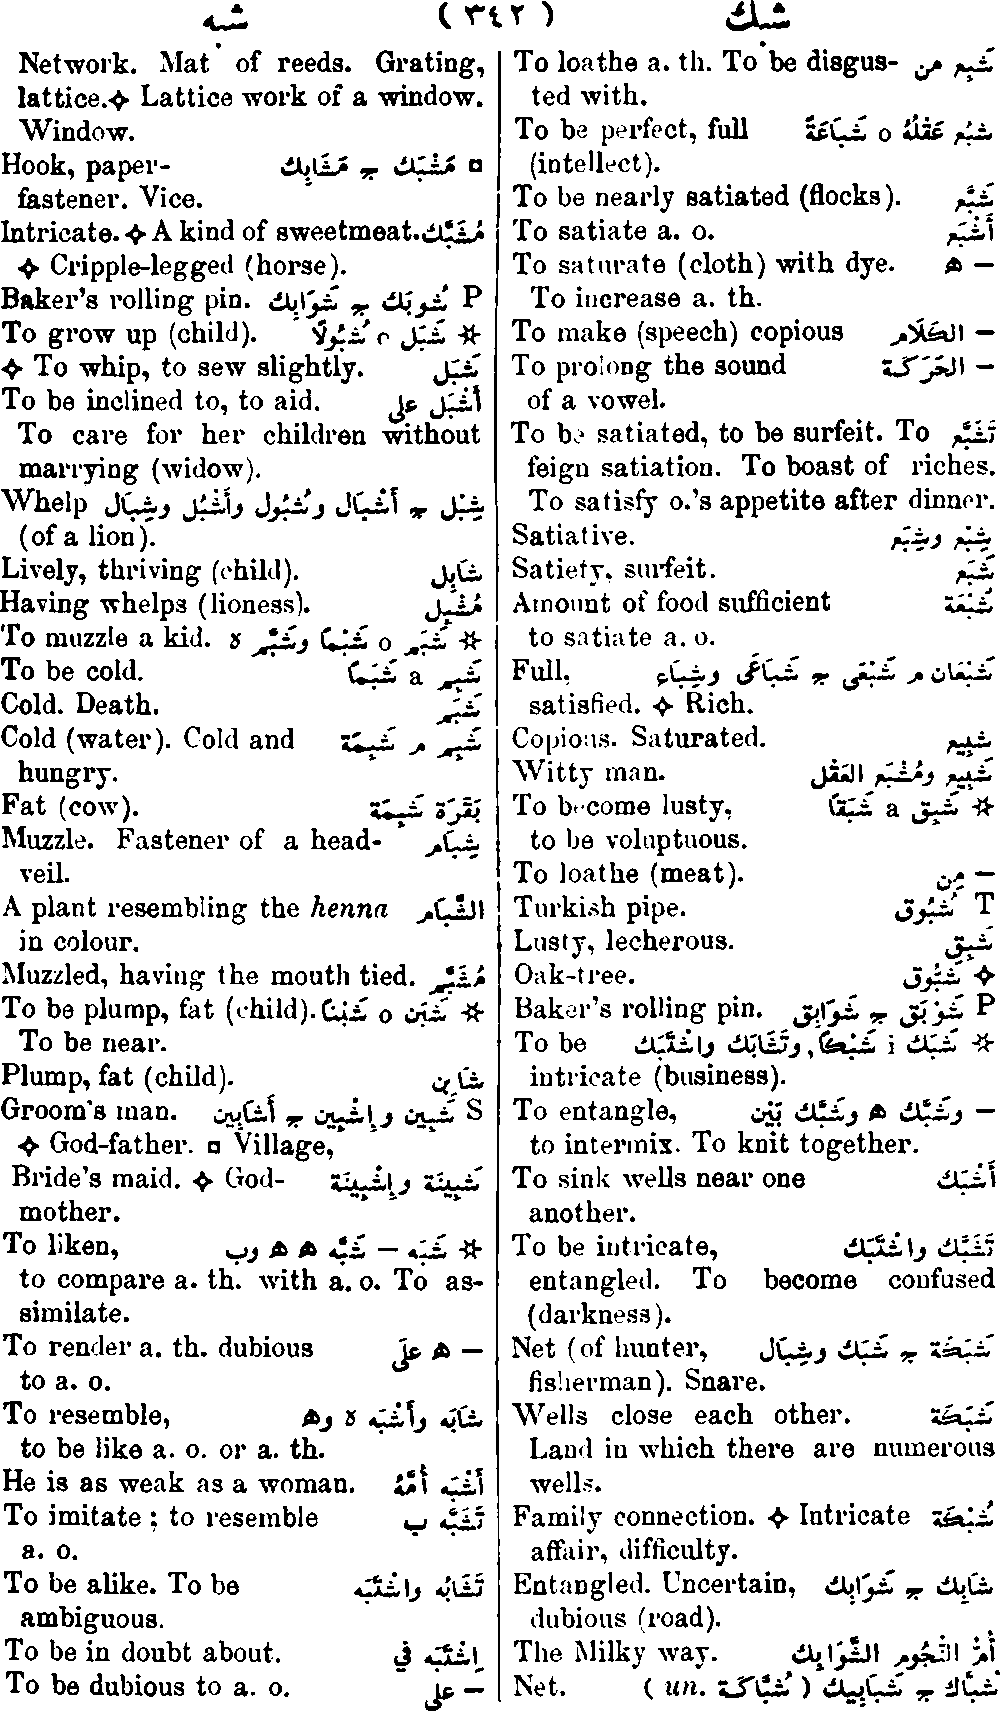 شبك ( ٣٤٢ ) شبه
To loathe a. th. To be disgus- شَبِع من
ted with.
To be perfect, full شَبُع عَقْلُهُ o شَبَاعَةً
(intellect).
To be nearly satiated (flocks). شَبَّع
To satiate a. o. أَشْبَع
To saturate (cloth) with dye. – ه
To increase a. th.
To make (speech) copious – الكَلَام
To prolong the sound – الحَرَكَة
of a vowel.
To be satiated, to be surfeit. To تَشَبَّع
feign satiation. To boast of riches.
To satisfy o.'s appetite after dinner.
Satiative. شِبْع وشِبَع
Satiety, surfeit. شَبَع
Amount of food sufficient شُبْعَة
to satiate a. o.
Full, شَبْعَان م شَبْعَى ج شَبَاعَى وشِبَاع
satisfied. ✧ Rich.
Copious. Saturated. شَبِيع
Witty man. شَبِيع ومُشْبَع العَقْل
To become lusty, ☆ شَبِق a شَبَقًا
to be voluptuous.
To loathe (meat). – مِن
Turkish pipe. T شُبُوق
Lusty, lecherous. شَبِق
Oak-tree. ✧ شَبُّوق
Baker's rolling pin. P شَوْبَق ج شَوَابِق
To be ☆ شَبَك i شَبْكًا, وتَشَابَك واشْتَبَك
intricate (business).
To entangle, – وشَبَّك ه وشَبَّك بَيْن
to intermix. To knit together.
To sink wells near one أَشْبَك
another.
To be intricate, تَشَبَّك واشْتَبَك
entangled. To become confused
(darkness).
Net (of hunter, شَبَكَة ج شَبَك وشِبَاك
fisherman). Snare.
Wells close each other. شَبَكَة
Land in which there are numerous
wells.
Family connection. ✧ Intricate شُبْكَة
affair, difficulty.
Entangled. Uncertain, شَابِك ج شَوَابِك
dubious (road).
The Milky way. أُمّ النُّجُوم الشَّوَابِك
Net. شُبَّاك ج شَبَابِيك ( un. شُبَّاكَة )
Network. Mat of reeds. Grating,
lattice. ✧ Lattice work of a window.
Window.
Hook, paper- ▫ مَشْبَك ج مَشَابِك
fastener. Vice.
Intricate. ✧ A kind of sweetmeat. مُشَبَّك
✧ Cripple-legged (horse).
Baker's rolling pin. P شُوبَك ج شَوَابِك
To grow up (child). ☆ شَبَل o شُبُولًا
✧ To whip, to sew slightly. شَبَّل
To be inclined to, to aid. أَشْبَل على
To care for her children without
marrying (widow).
Whelp شِبْل ج أَشْبَال وشُبُول وأَشْبُل وشِبَال
(of a lion).
Lively, thriving (child). شَابِل
Having whelps (lioness). مُشْبِل
To muzzle a kid. ☆ شَبَم o شَبْمًا وشَبَّم ه
To be cold. شَبِم a شَبَمًا
Cold. Death. شَبَم
Cold (water). Cold and شَبِم م شَبِمَة
hungry.
Fat (cow). بَقَرَة شَبِمَة
Muzzle. Fastener of a head- شِبَام
veil.
A plant resembling the henna الشَّبَام
in colour.
Muzzled, having the mouth tied. مُشَبَّم
To be plump, fat (child). ☆ شَبَن o شَبْنًا
To be near.
Plump, fat (child). شَابِن
Groom's man. S شَبِين وإِشْبِين ج أَشَابِين
✧ God-father. ▫ Village,
Bride's maid. ✧ God- شَبِينَة وإِشْبِينَة
mother.
To liken, ☆ شَبَه – شَبَّه ه ه وب
to compare a. th. with a. o. To as-
similate.
To render a. th. dubious – ه عَلَى
to a. o.
To resemble, شَابَه وأَشْبَه ه وه
to be like a. o. or a. th.
He is as weak as a woman. أَشْبَه أُمَّهُ
To imitate ; to resemble تَشَبَّه ب
a. o.
To be alike. To be تَشَابَه واشْتَبَه
ambiguous.
To be in doubt about. اِشْتَبَه في
To be dubious to a. o. – على